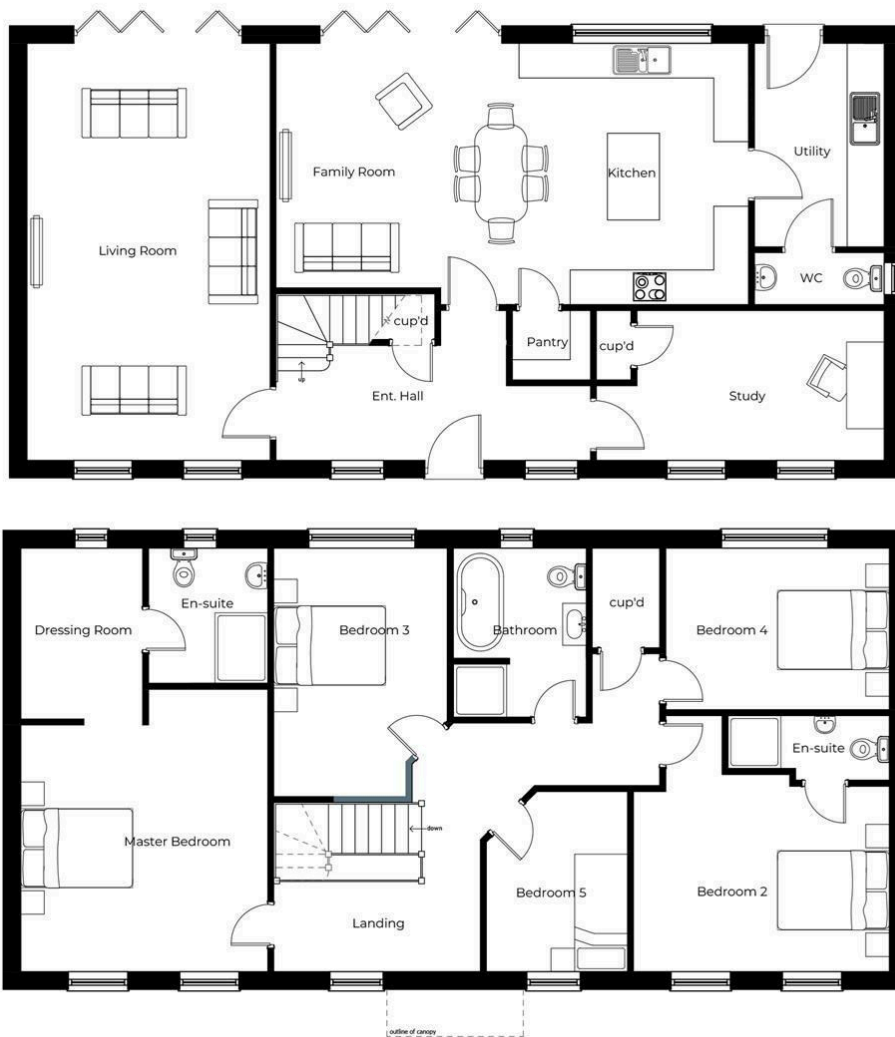 Utility
Family Room
Kitchen
Living Room
WC
cup'd
Pantry
cup'd
up
Ent. Hall
Study
En-suite
cup'd
Dressing Room
Bedroom 3
Bathroom
Bedroom 4
En-suite
down
Master Bedroom
Bedroom 5
Bedroom 2
Landing
outline of canopy